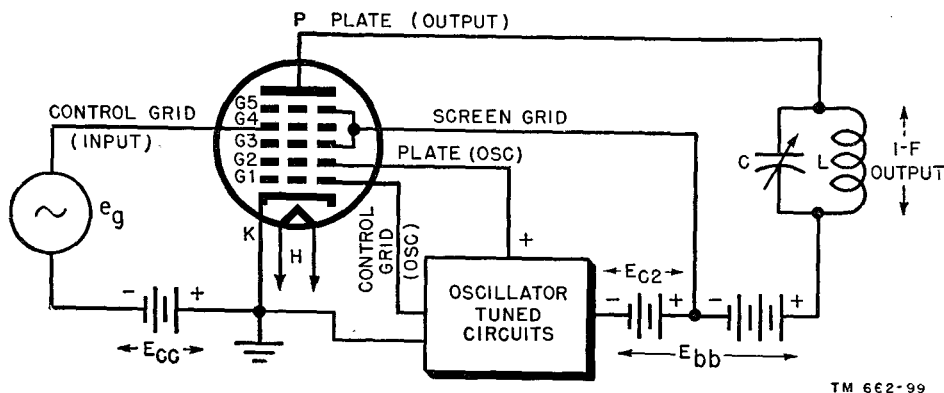 P PLATE (OUTPUT)
CONTROL GRID
(INPUT)
G5
G4
G3
G2
G1
SCREEN GRID
PLATE (OSC)
C
L
I-F
OUTPUT
eg
K
H
CONTROL
GRID
(OSC)
+
OSCILLATOR
TUNED
CIRCUITS
EC2
- +
- +
Ebb
- +
ECC
TM 662-99